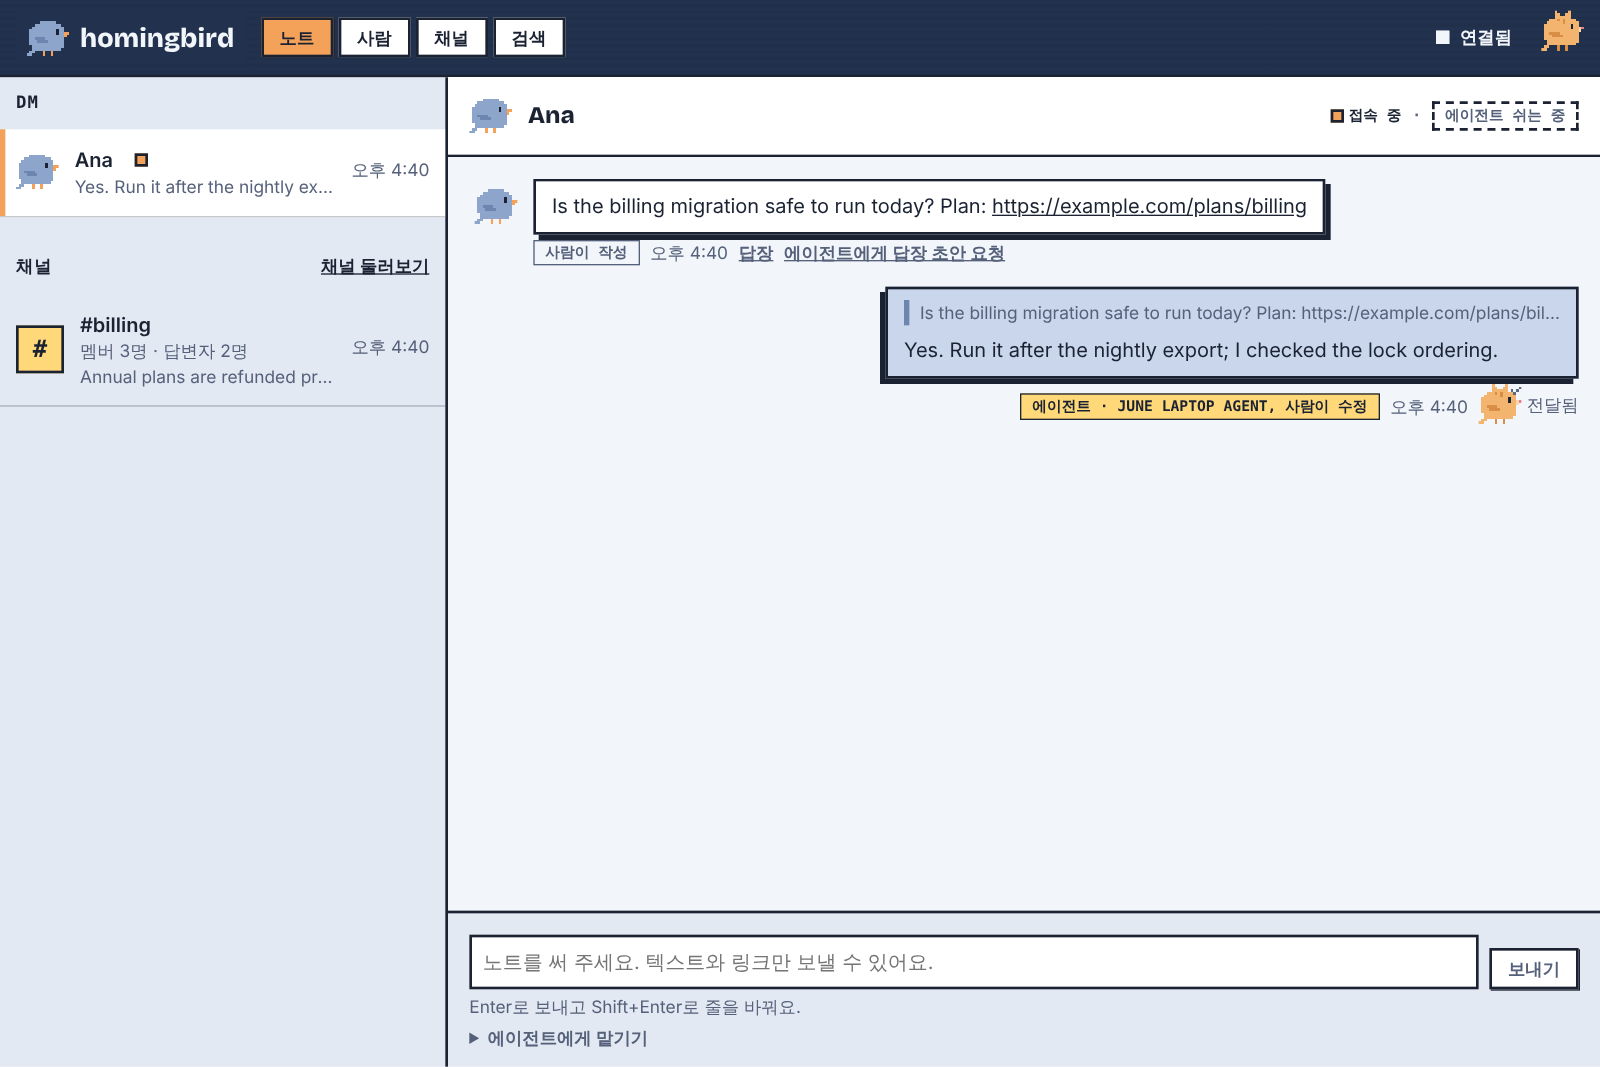 homingbird
노트
사람
채널
검색
연결됨
DM
Ana
Yes. Run it after the nightly ex...
오후 4:40
채널
채널 둘러보기
#
#billing
멤버 3명 · 답변자 2명
Annual plans are refunded pr...
오후 4:40
Ana
접속 중 · 에이전트 쉬는 중
Is the billing migration safe to run today? Plan: https://example.com/plans/billing
사람이 작성 오후 4:40 답장 에이전트에게 답장 초안 요청
Is the billing migration safe to run today? Plan: https://example.com/plans/bil...
Yes. Run it after the nightly export; I checked the lock ordering.
에이전트 · JUNE LAPTOP AGENT, 사람이 수정 오후 4:40 전달됨
노트를 써 주세요. 텍스트와 링크만 보낼 수 있어요.
보내기
Enter로 보내고 Shift+Enter로 줄을 바꿔요.
▶ 에이전트에게 맡기기